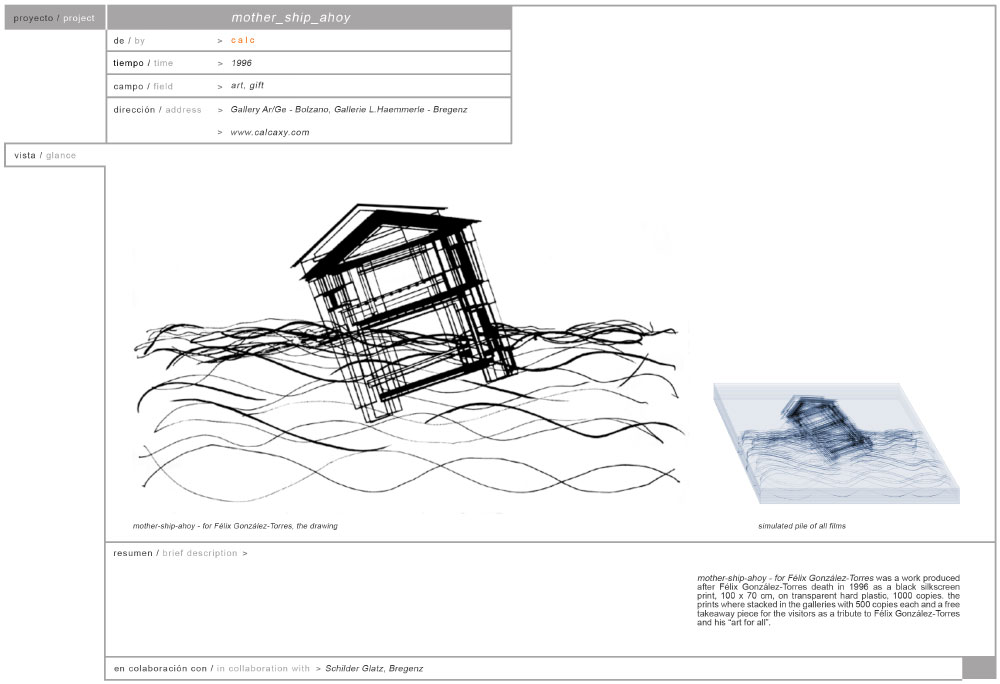 proyecto / project mother_ship_ahoy
de / by > calc
tiempo / time > 1996
campo / field > art, gift
dirección / address > Gallery Ar/Ge - Bolzano, Gallerie L.Haemmerle - Bregenz
> www.calcaxy.com
vista / glance
mother-ship-ahoy - for Félix González-Torres, the drawing
simulated pile of all films
resumen / brief description >
mother-ship-ahoy - for Félix González-Torres was a work produced
after Félix González-Torres death in 1996 as a black silkscreen
print, 100 x 70 cm, on transparent hard plastic, 1000 copies. the
prints where stacked in the galleries with 500 copies each and a free
takeaway piece for the visitors as a tribute to Félix González-Torres
and his “art for all”.
en colaboración con / in collaboration with > Schilder Glatz, Bregenz